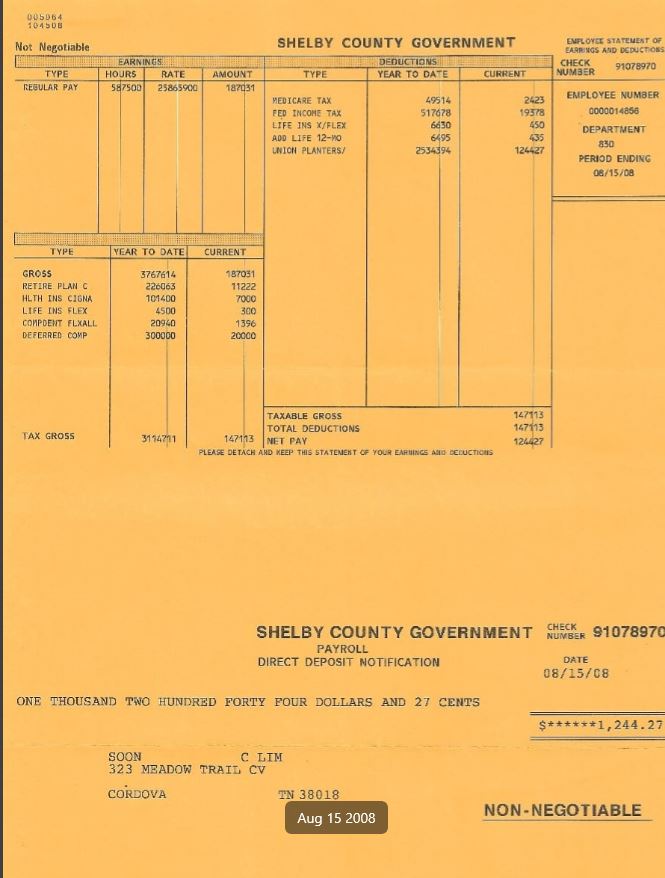 005964
104508
Not Negotiable
SHELBY COUNTY GOVERNMENT
EMPLOYEE STATEMENT OF
EARNINGS AND DEDUCTIONS
EARNINGS
TYPE HOURS RATE AMOUNT
REGULAR PAY 587500 25865900 187031
DEDUCTIONS
TYPE YEAR TO DATE CURRENT
MEDICARE TAX 49514 2423
FED INCOME TAX 517678 19378
LIFE INS X/FLEX 6630 450
ADD LIFE 12-MO 6495 435
UNION PLANTERS/ 2534394 124427
CHECK
NUMBER 91078970
EMPLOYEE NUMBER
0000014856
DEPARTMENT
830
PERIOD ENDING
08/15/08
TYPE YEAR TO DATE CURRENT
GROSS 3767614 187031
RETIRE PLAN C 226063 11222
HLTH INS CIGNA 101400 7000
LIFE INS FLEX 4500 300
COMPDENT FLXALL 20940 1396
DEFERRED COMP 300000 20000
TAX GROSS 3114711 147113
TAXABLE GROSS 147113
TOTAL DEDUCTIONS 147113
NET PAY 124427
PLEASE DETACH AND KEEP THIS STATEMENT OF YOUR EARNINGS AND DEDUCTIONS
SHELBY COUNTY GOVERNMENT
PAYROLL
DIRECT DEPOSIT NOTIFICATION
CHECK
NUMBER 91078970
DATE
08/15/08
ONE THOUSAND TWO HUNDRED FORTY FOUR DOLLARS AND 27 CENTS
$******1,244.27
SOON C LIM
323 MEADOW TRAIL CV
CORDOVA TN 38018
Aug 15 2008
NON-NEGOTIABLE